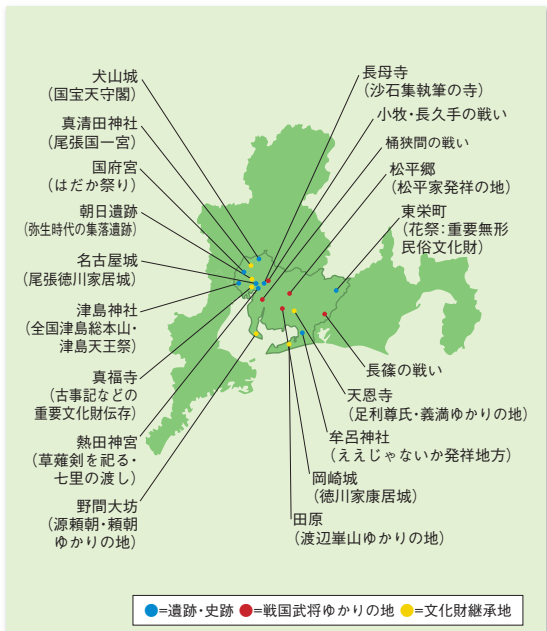 犬山城
(国宝天守閣)
真清田神社
(尾張国一宮)
国府宮
(はだか祭り)
朝日遺跡
(弥生時代の集落遺跡)
名古屋城
(尾張徳川家居城)
津島神社
(全国津島総本山・
津島天王祭)
真福寺
(古事記などの
重要文化財伝存)
熱田神宮
(草薙剣を祀る・
七里の渡し)
野間大坊
(源頼朝・頼朝
ゆかりの地)
長母寺
(沙石集執筆の寺)
小牧・長久手の戦い
桶狭間の戦い
松平郷
(松平家発祥の地)
東栄町
(花祭:重要無形
民俗文化財)
長篠の戦い
天恩寺
(足利尊氏・義満ゆかりの地)
牟呂神社
(ええじゃないか発祥地方)
岡崎城
(徳川家康居城)
田原
(渡辺崋山ゆかりの地)
●=遺跡・史跡 ●=戦国武将ゆかりの地 ●=文化財継承地